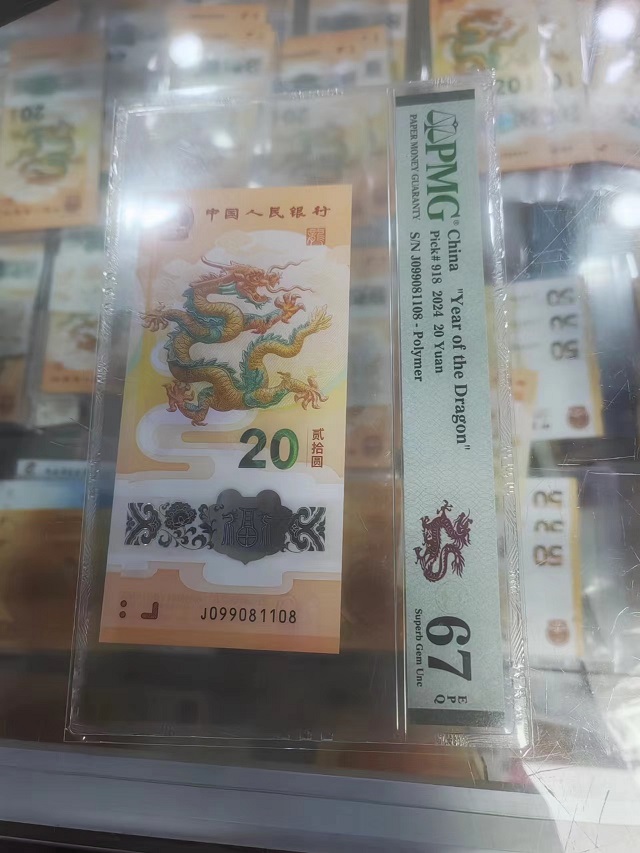 中国人民银行
20
贰拾圆
J099081108
PMG
PAPER MONEY GUARANTY
China "Year of the Dragon"
Pick# 918 2024 20 Yuan
S/N J099081108 - Polymer
67
EPQ
Superb Gem Unc